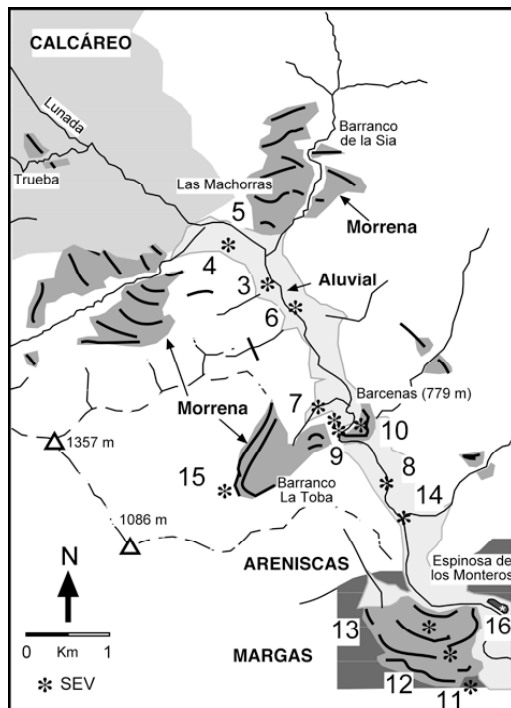 CALCÁREO
Lunada
Trueba
Barranco
de la Sia
Las Machorras
5
Morrena
4
3
Aluvial
6
Morrena
7
Barcenas (779 m)
10
1357 m
9
8
15
Barranco
La Toba
14
1086 m
N
ARENISCAS
Espinosa de
los Monteros
16
13
0 Km 1
MARGAS
12
11
SEV